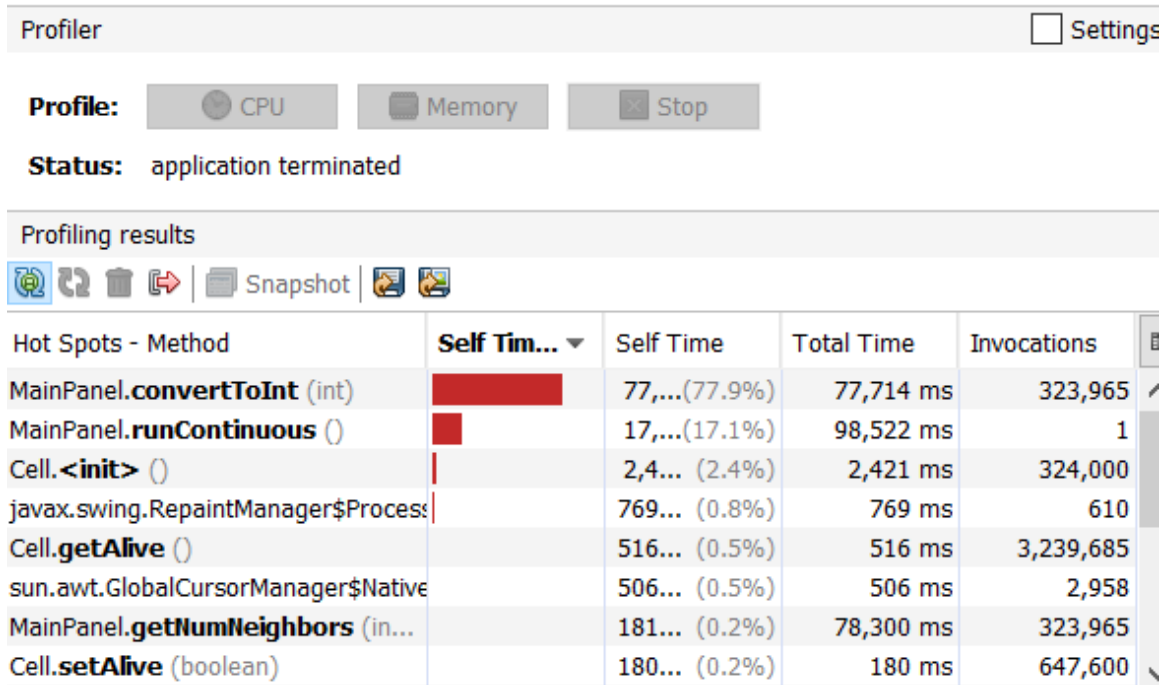 Profiler Settings
Profile: CPU Memory Stop
Status: application terminated
Profiling results
Snapshot
Hot Spots - Method Self Tim... Self Time Total Time Invocations
MainPanel.convertToInt (int) 77,...(77.9%) 77,714 ms 323,965
MainPanel.runContinuous () 17,...(17.1%) 98,522 ms 1
Cell.<init> () 2,4... (2.4%) 2,421 ms 324,000
javax.swing.RepaintManager$Process 769... (0.8%) 769 ms 610
Cell.getAlive () 516... (0.5%) 516 ms 3,239,685
sun.awt.GlobalCursorManager$Native 506... (0.5%) 506 ms 2,958
MainPanel.getNumNeighbors (in... 181... (0.2%) 78,300 ms 323,965
Cell.setAlive (boolean) 180... (0.2%) 180 ms 647,600